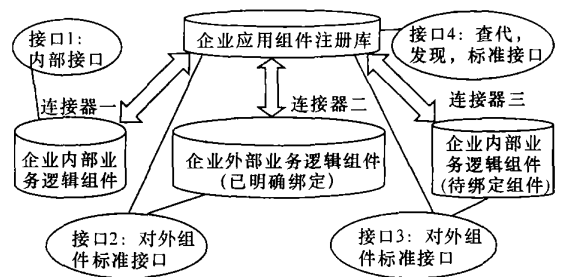 接口1:
内部接口
企业应用组件注册库
接口4: 查代,
发现, 标准接口
连接器一
连接器二
连接器三
企业内部业
务逻辑组件
企业外部业务逻辑组件
(已明确绑定)
企业内部业
务逻辑组件
(待绑定组件)
接口2: 对外组
件标准接口
接口3: 对外组
件标准接口